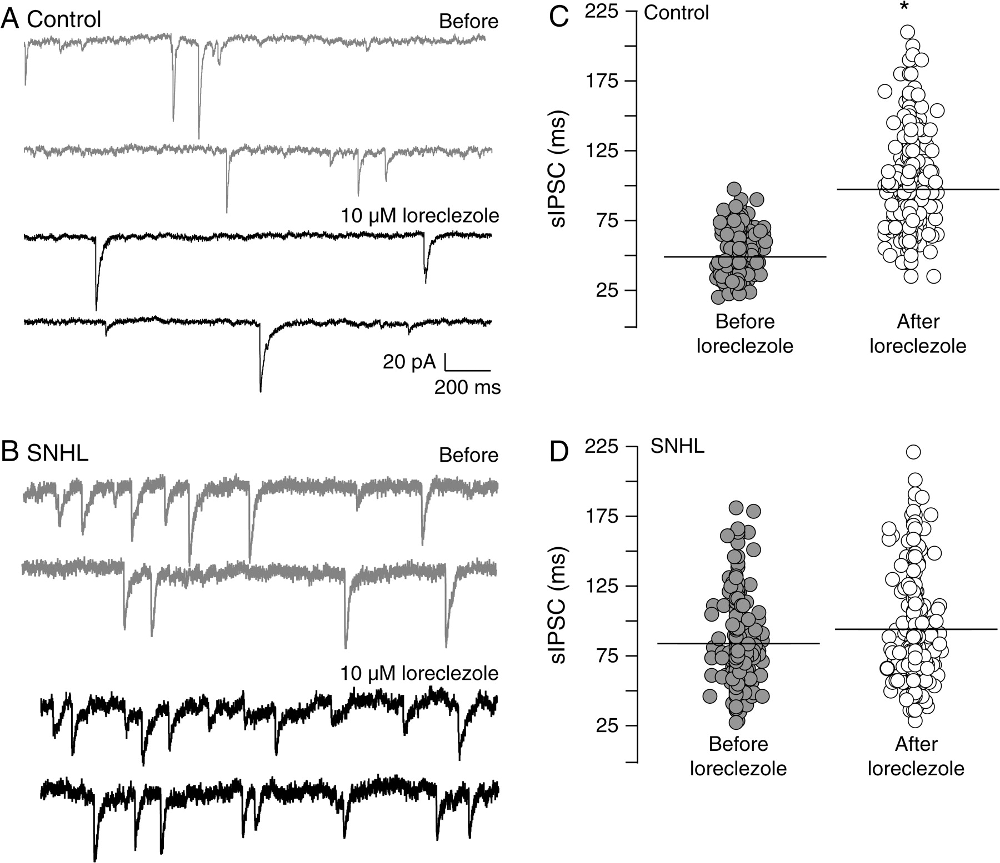 A Control
Before
10 µM loreclezole
20 pA
200 ms
B SNHL
Before
10 µM loreclezole
C
Control
*
225
175
125
75
25
sIPSC (ms)
Before
loreclezole
After
loreclezole
D
SNHL
225
175
125
75
25
sIPSC (ms)
Before
loreclezole
After
loreclezole